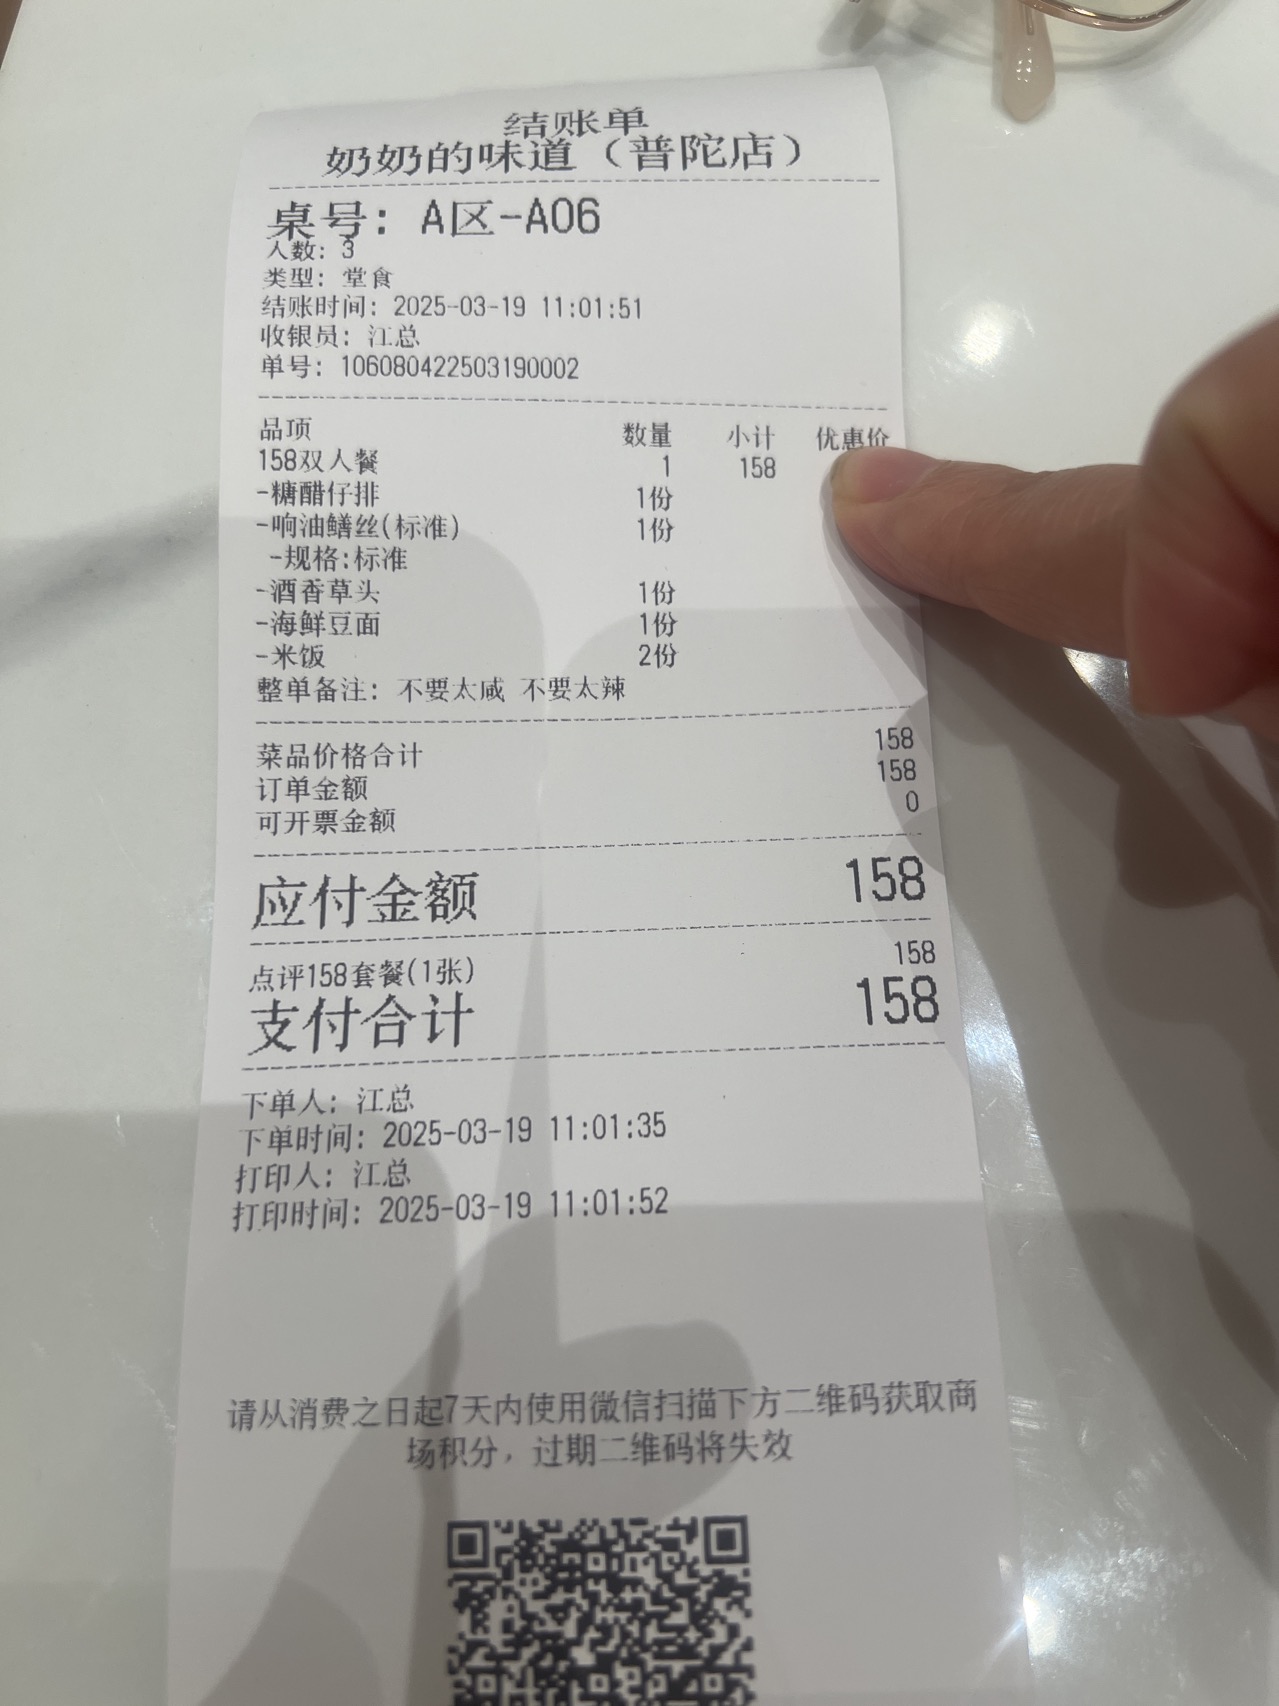 结账单
奶奶的味道（普陀店）
桌号: A区-A06
人数: 3
类型: 堂食
结账时间: 2025-03-19 11:01:51
收银员: 江总
单号: 106080422503190002
品项 数量 小计 优惠价
158双人餐 1 158
-糖醋仔排 1份
-响油鳝丝(标准) 1份
-规格:标准
-酒香草头 1份
-海鲜豆面 1份
-米饭 2份
整单备注: 不要太咸 不要太辣
菜品价格合计 158
订单金额 158
可开票金额 0
应付金额 158
点评158套餐(1张) 158
支付合计 158
下单人: 江总
下单时间: 2025-03-19 11:01:35
打印人: 江总
打印时间: 2025-03-19 11:01:52
请从消费之日起7天内使用微信扫描下方二维码获取商
场积分，过期二维码将失效